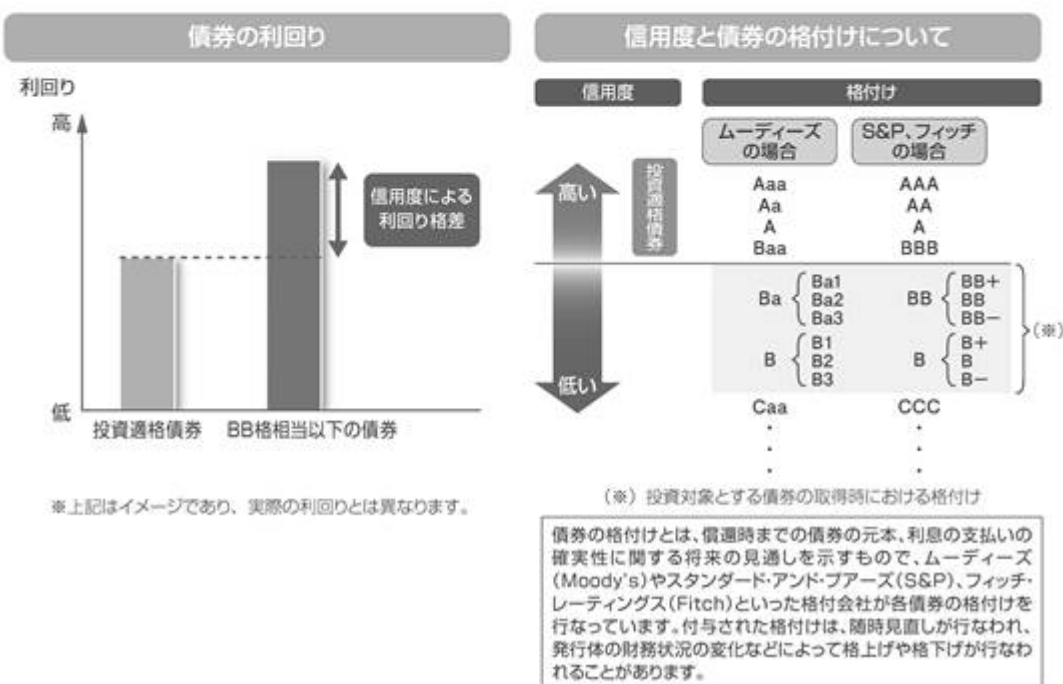 債券の利回り
利回り
高
低
信用度による
利回り格差
投資適格債券
BB格相当以下の債券
※上記はイメージであり、実際の利回りとは異なります。
信用度と債券の格付けについて
信用度
格付け
ムーディーズ
の場合
S&P、フィッチ
の場合
高い
低い
投資適格債券
Aaa AAA
Aa AA
A A
Baa BBB
Ba Ba1 Ba2 Ba3 BB BB+ BB BB−
B B1 B2 B3 B B+ B B−
(※)
Caa CCC
・ ・
・ ・
・ ・
(※) 投資対象とする債券の取得時における格付け
債券の格付けとは、償還時までの債券の元本、利息の支払いの
確実性に関する将来の見通しを示すもので、ムーディーズ
(Moody's)やスタンダード・アンド・プアーズ(S&P)、フィッチ・
レーティングス(Fitch)といった格付会社が各債券の格付けを
行なっています。付与された格付けは、随時見直しが行なわれ、
発行体の財務状況の変化などによって格上げや格下げが行なわ
れることがあります。